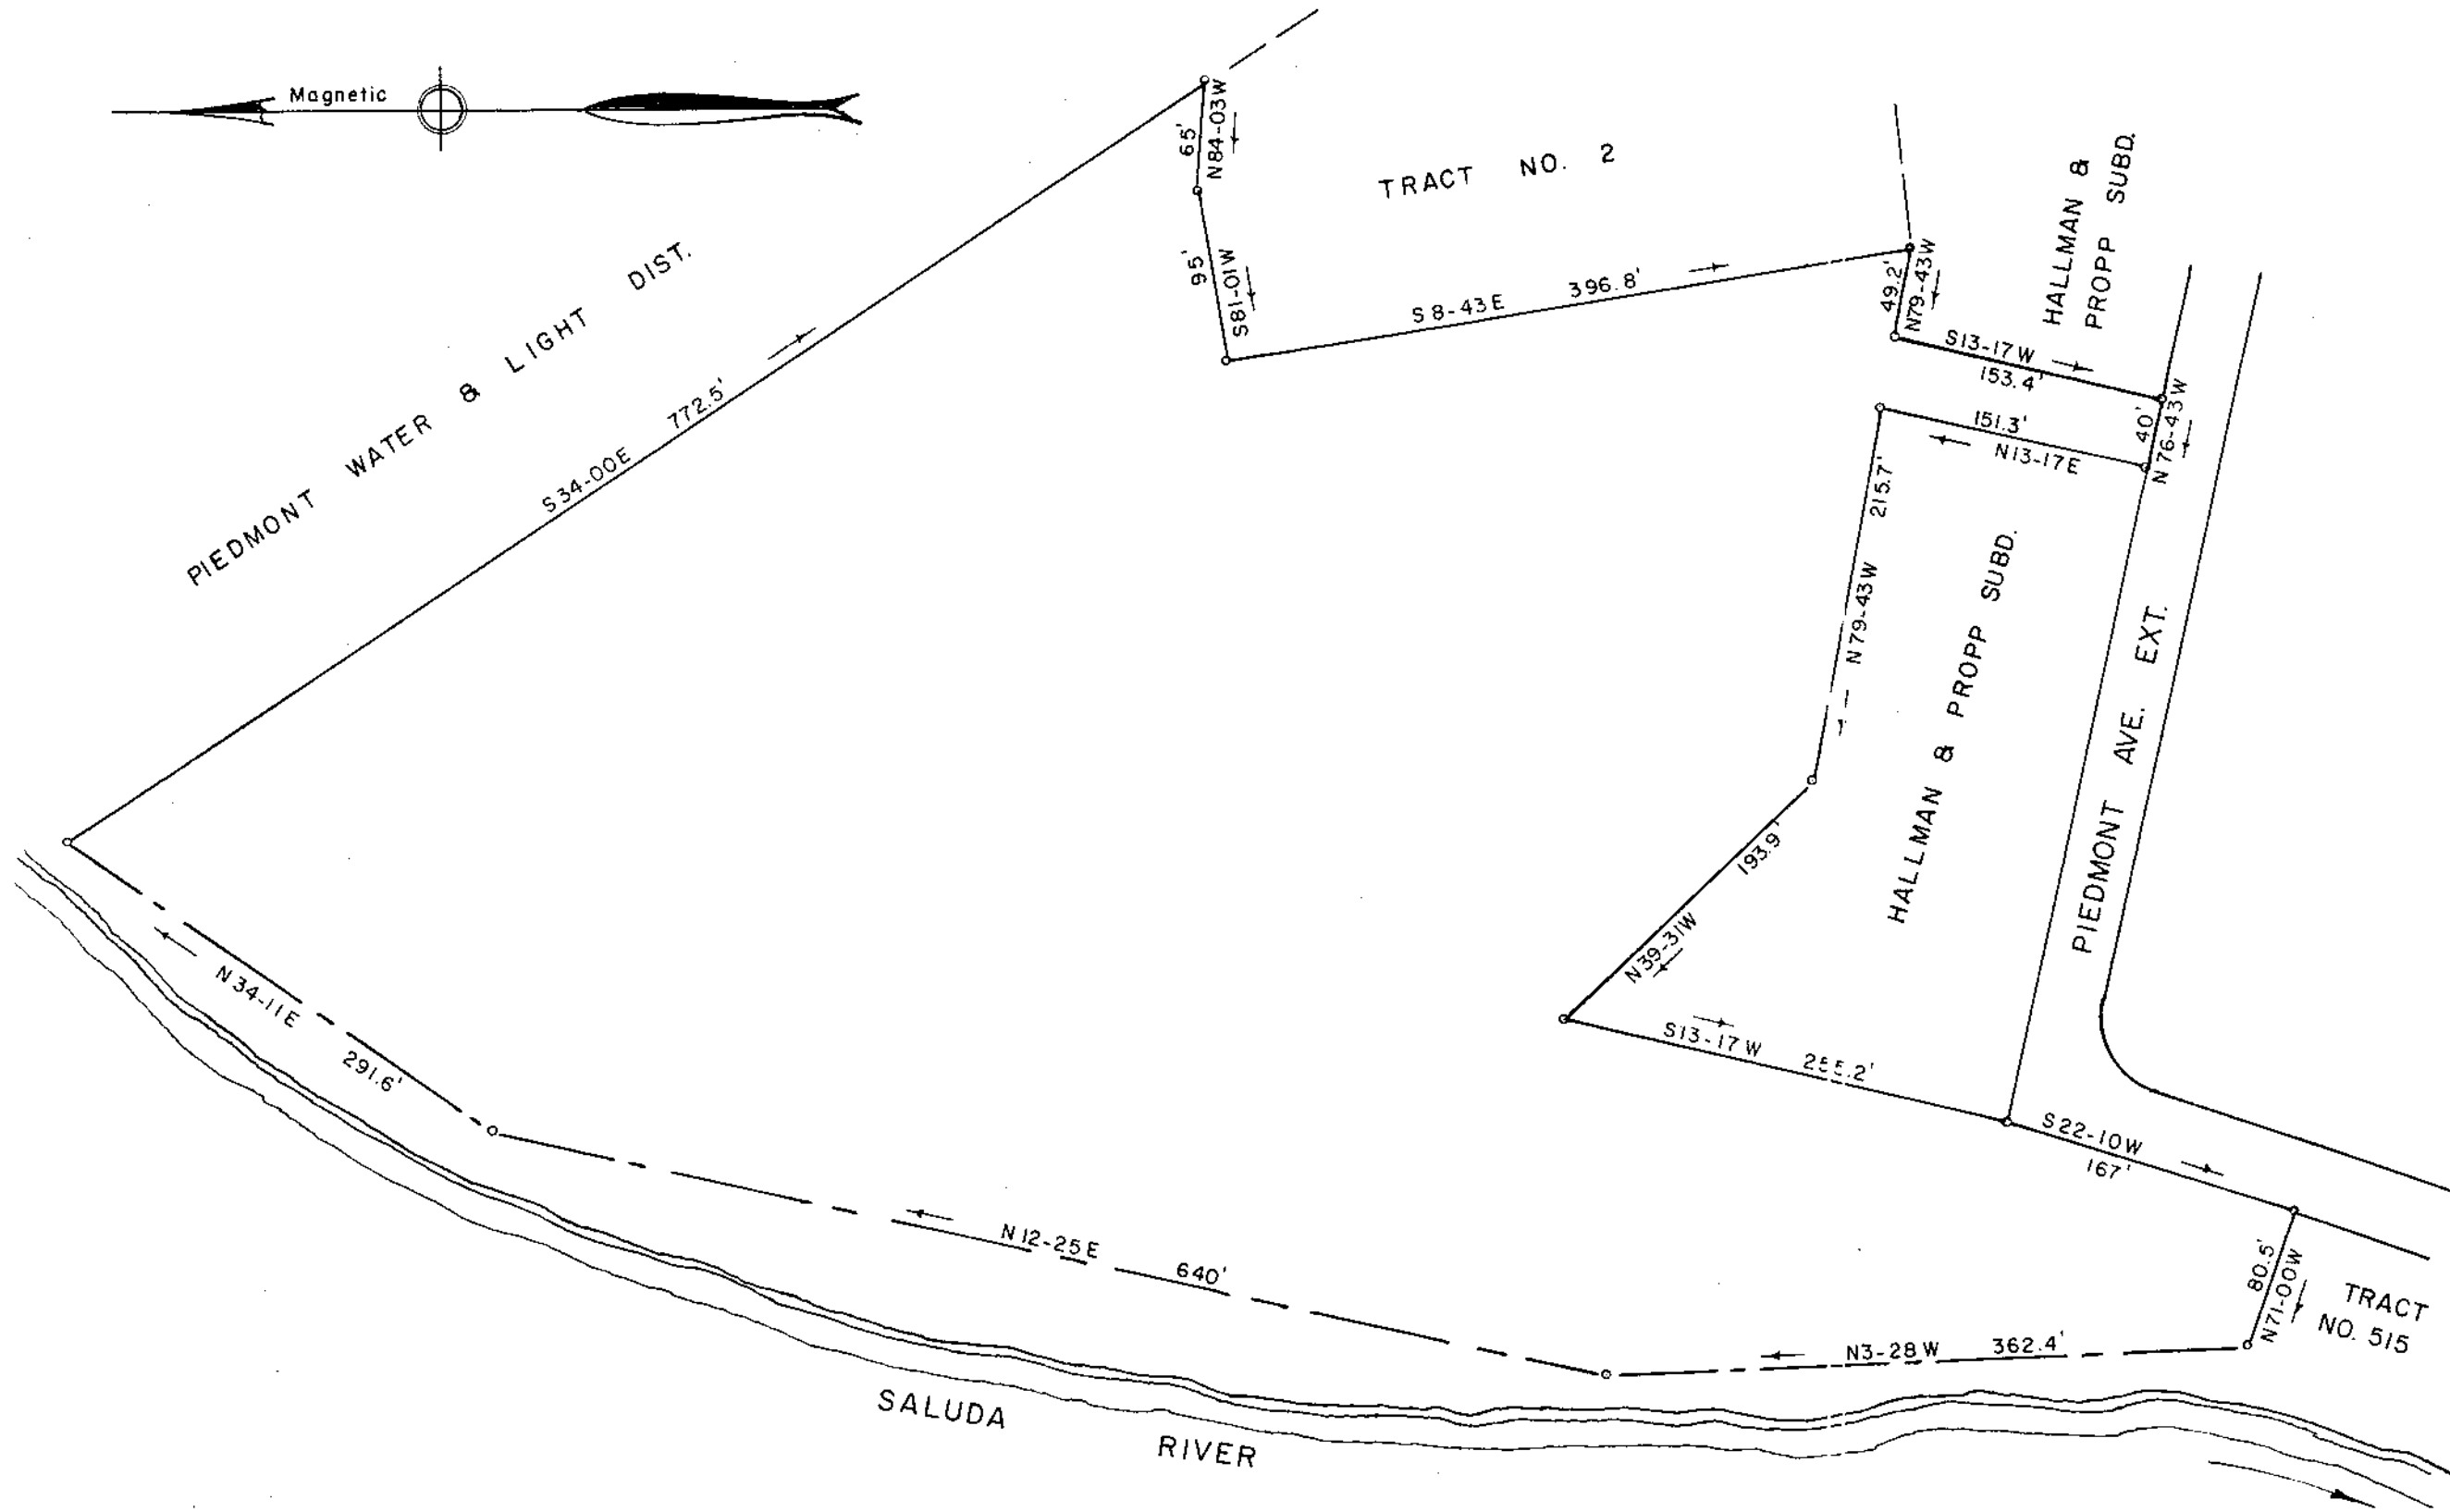 Magnetic
65'
N84-03W
95'
S81-01W
TRACT NO. 2
S8-43E 396.8'
49.2'
N79-43W
HALLMAN &
PROPP SUBD.
S13-17W
153.4'
40'
N76-43W
151.3'
N13-17E
PIEDMONT WATER & LIGHT DIST.
S34-00E 772.5'
N79-43W 215.7'
HALLMAN & PROPP SUBD.
PIEDMONT AVE. EXT.
N39-31W 193.9'
S13-17W 255.2'
S22-10W
167'
80.5'
N71-00W
TRACT
NO. 515
N3-28W 362.4'
N12-25E 640'
N34-11E 291.6'
SALUDA
RIVER